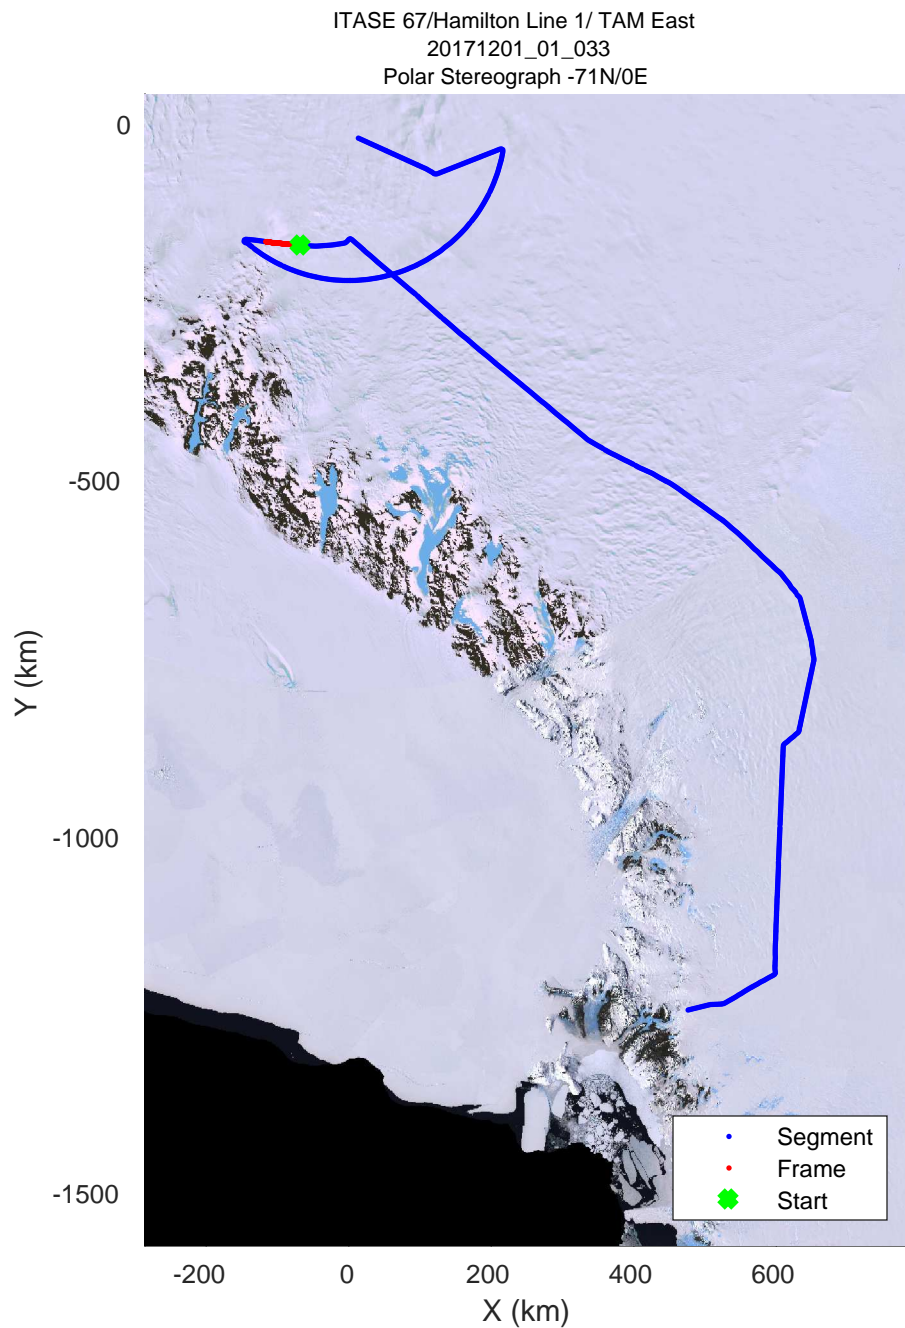 ITASE 67/Hamilton Line 1/ TAM East
20171201_01_033
Polar Stereograph -71N/0E
0
-500
-1000
-1500
Y (km)
-200
0
200
400
600
X (km)
Segment
Frame
Start